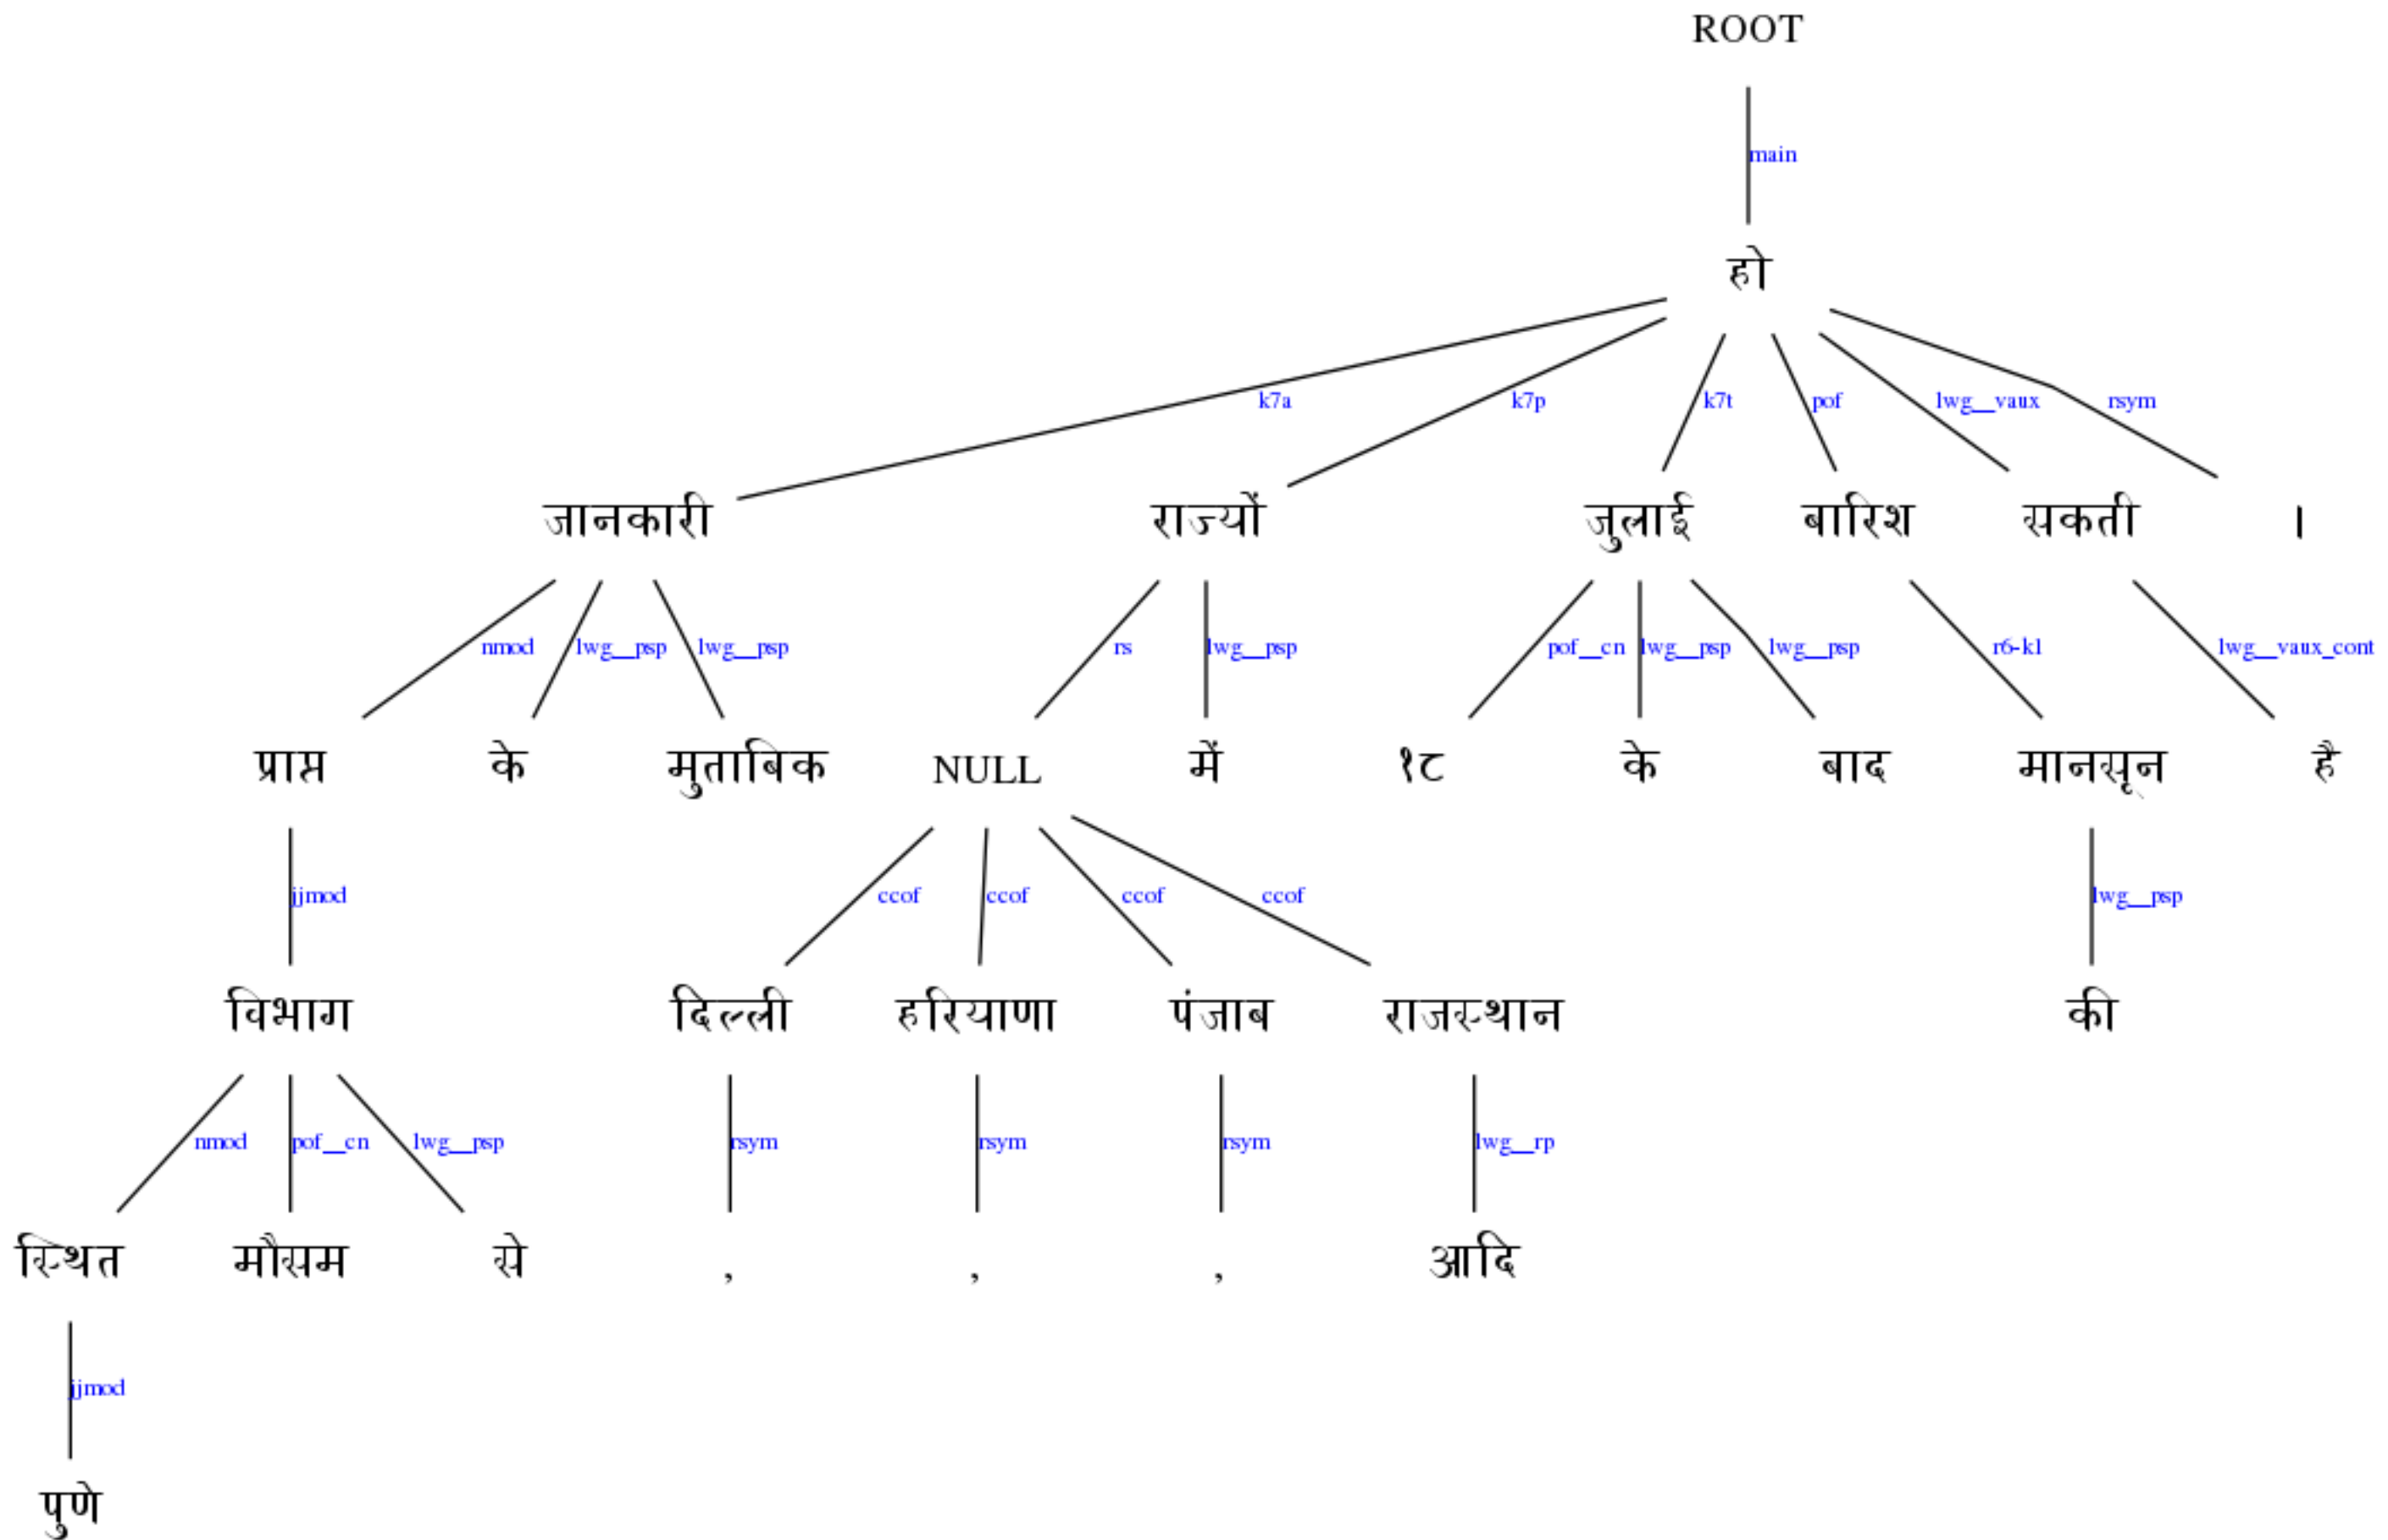 ROOT
main
हो
k7a k7p k7t pof lwg__vaux rsym
जानकारी राज्यों जुलाई बारिश सकती ।
nmod lwg__psp lwg__psp rs lwg__psp pof__cn lwg__psp lwg__psp r6-k1 lwg__vaux_cont
प्राप्त के मुताबिक NULL में १८ के बाद मानसून है
jjmod ccof ccof ccof ccof lwg__psp
विभाग दिल्ली हरियाणा पंजाब राजस्थान की
nmod pof__cn lwg__psp rsym rsym rsym lwg__rp
स्थित मौसम से , , , आदि
jjmod
पुणे